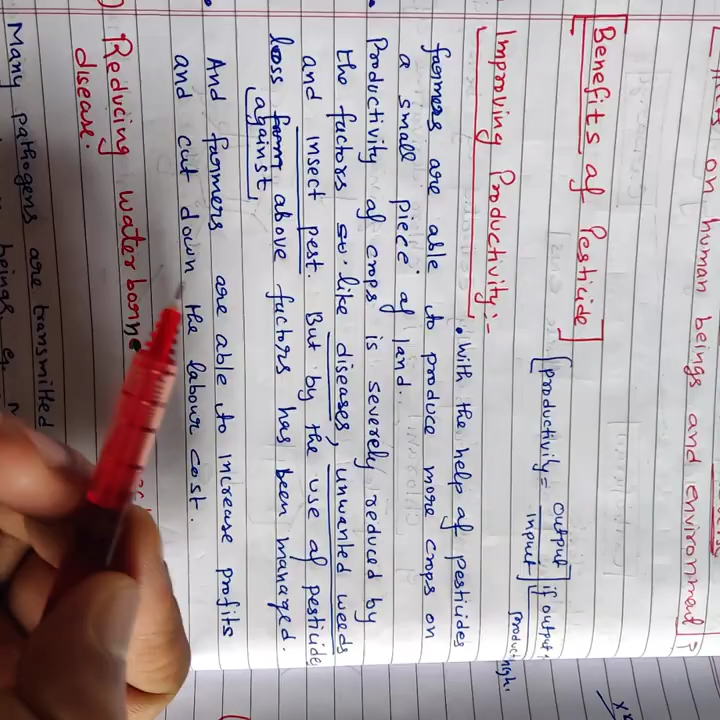 on human beings and environmad ?
[Benefits of Pesticide]
[productivity = output / input] if output
product high.
Improving Productivity:-
• with the help of pesticides
farmers are able to produce more crops on
a small piece of land.
• Productivity of crops is severely reduced by
the factors like diseases, unwanted weeds
and insect pest. But by the use of pesticide
loss against above factors has been managed.
And farmers are able to increase profits
and cut down the labour cost.
Reducing water borne
disease.
Many pathogens are transmitted
beings, eg